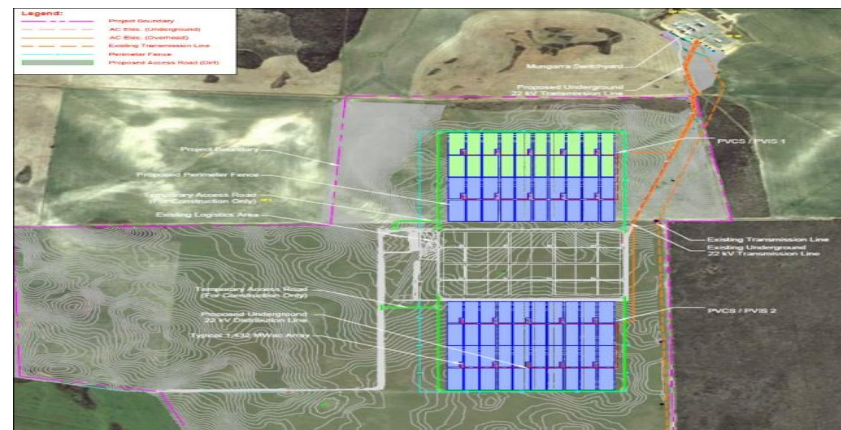 Legend:
Project Boundary
AC Elec. (Underground)
AC Elec. (Overhead)
Existing Transmission Line
Perimeter Fence
Proposed Access Road (Dirt)
Mungarra Switchyard
Proposed Underground
22 kV Transmission Line
PVCS / PVIS 1
Project Boundary
Proposed Perimeter Fence
Temporary Access Road
(For Construction Only)
Existing Logistics Area
Existing Transmission Line
Existing Underground
22 kV Transmission Line
Temporary Access Road
(For Construction Only)
Proposed Underground
22 kV Distribution Line
Typical 1.432 MWac Array
PVCS / PVIS 2